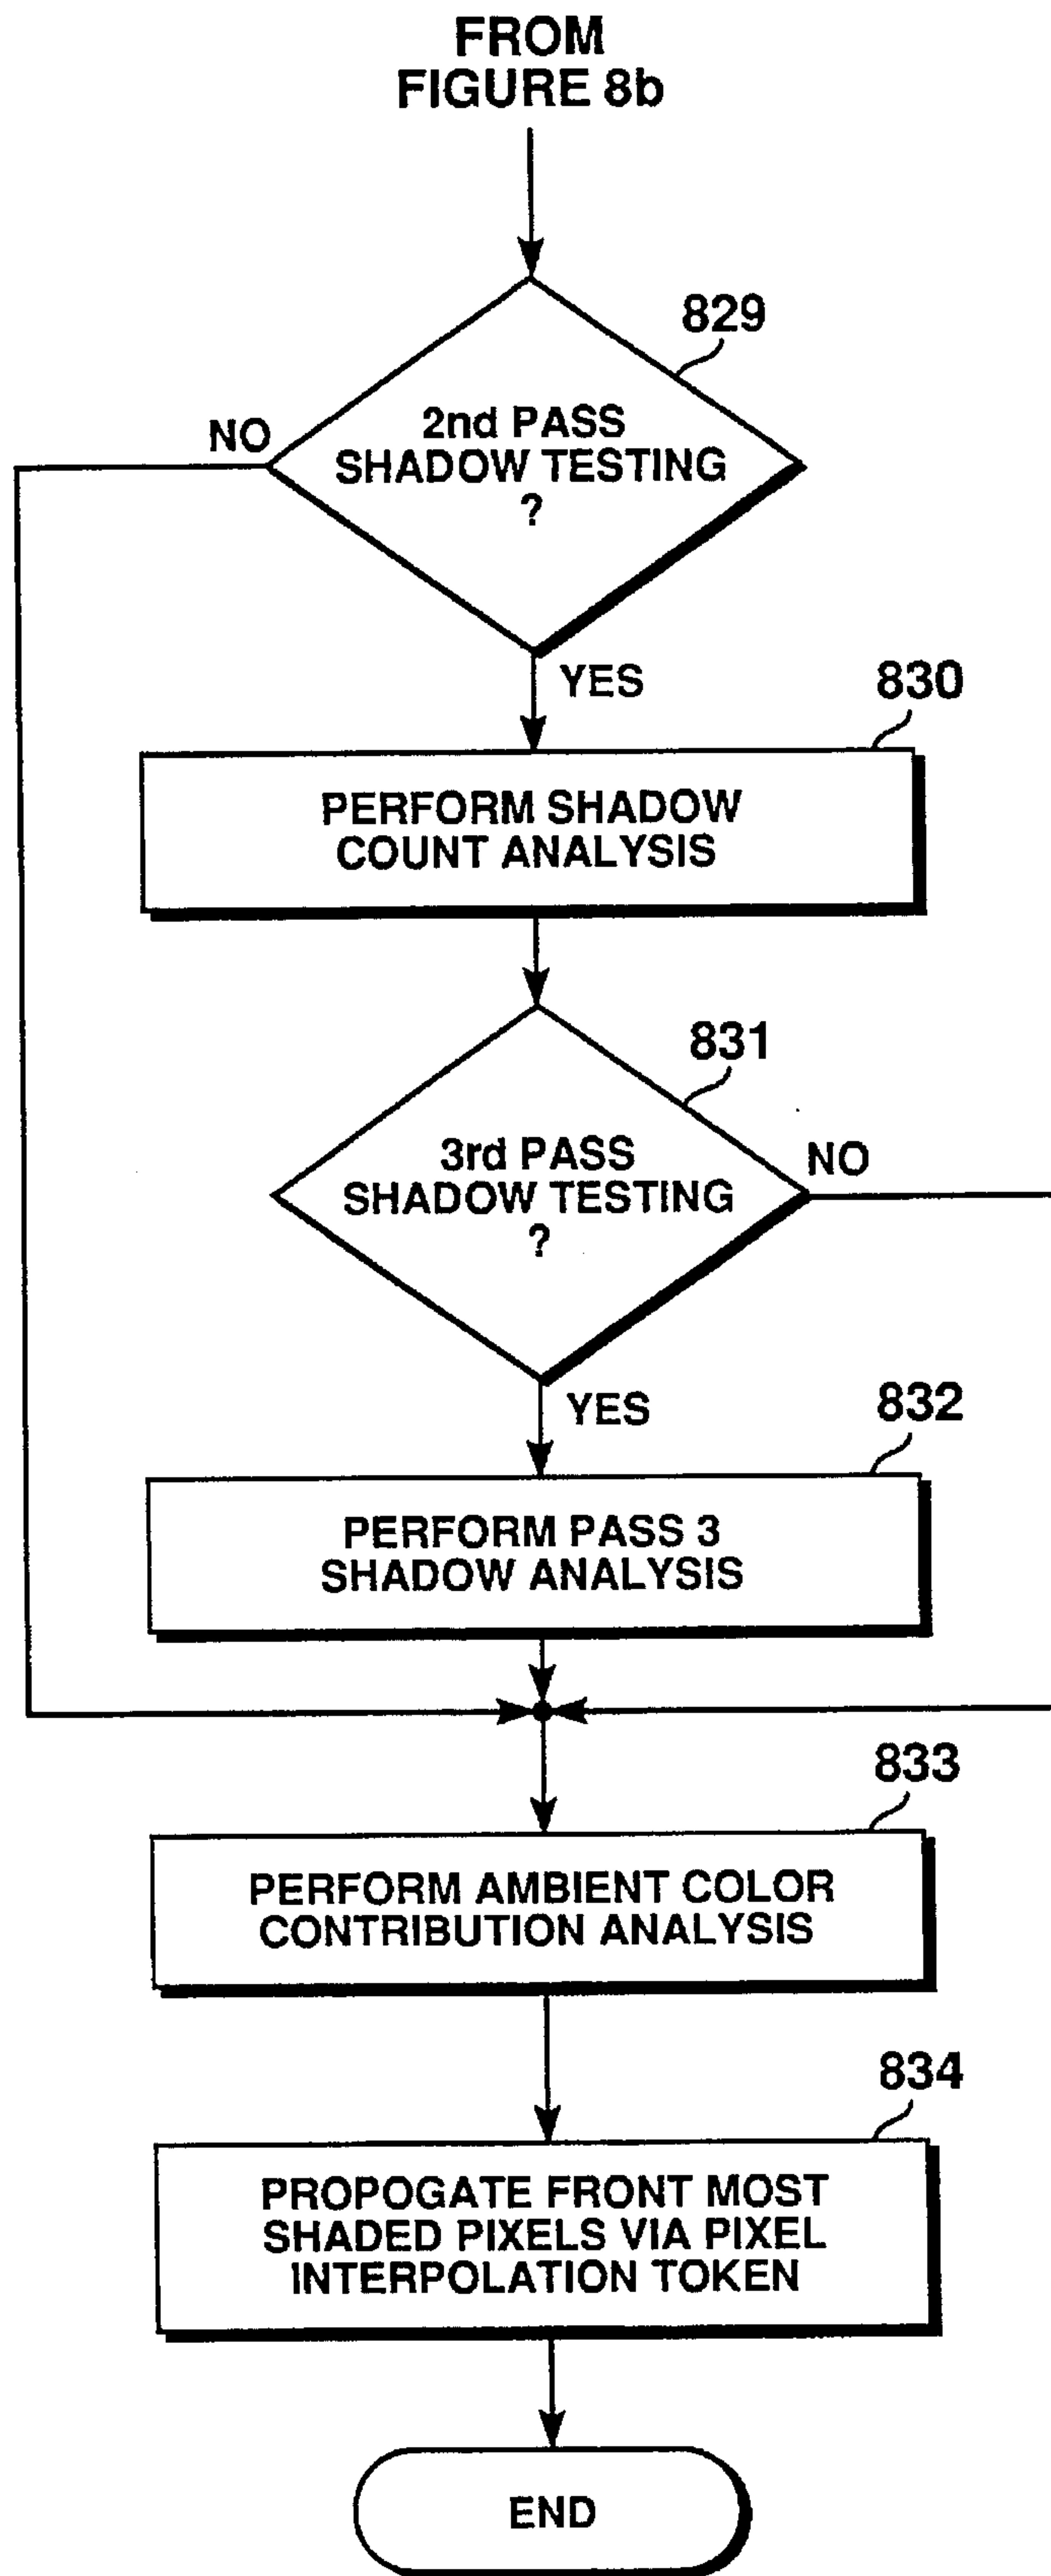 FROM
FIGURE 8b
829
2nd PASS
SHADOW TESTING
?
NO
YES
830
PERFORM SHADOW
COUNT ANALYSIS
831
3rd PASS
SHADOW TESTING
?
NO
YES
832
PERFORM PASS 3
SHADOW ANALYSIS
833
PERFORM AMBIENT COLOR
CONTRIBUTION ANALYSIS
834
PROPOGATE FRONT MOST
SHADED PIXELS VIA PIXEL
INTERPOLATION TOKEN
END